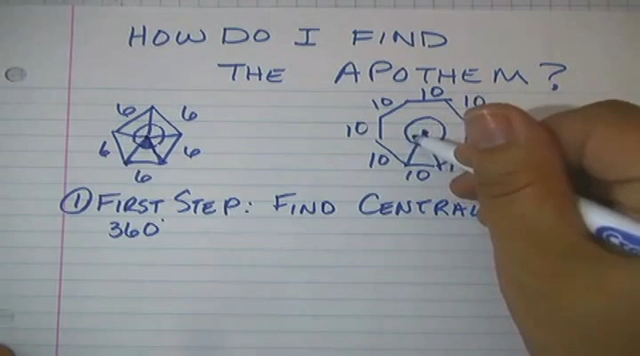 HOW DO I FIND
THE APOTHEM?
6 6
6 6
6
10 10 10
10
10
10
① FIRST STEP: FIND CENTRAL
360°